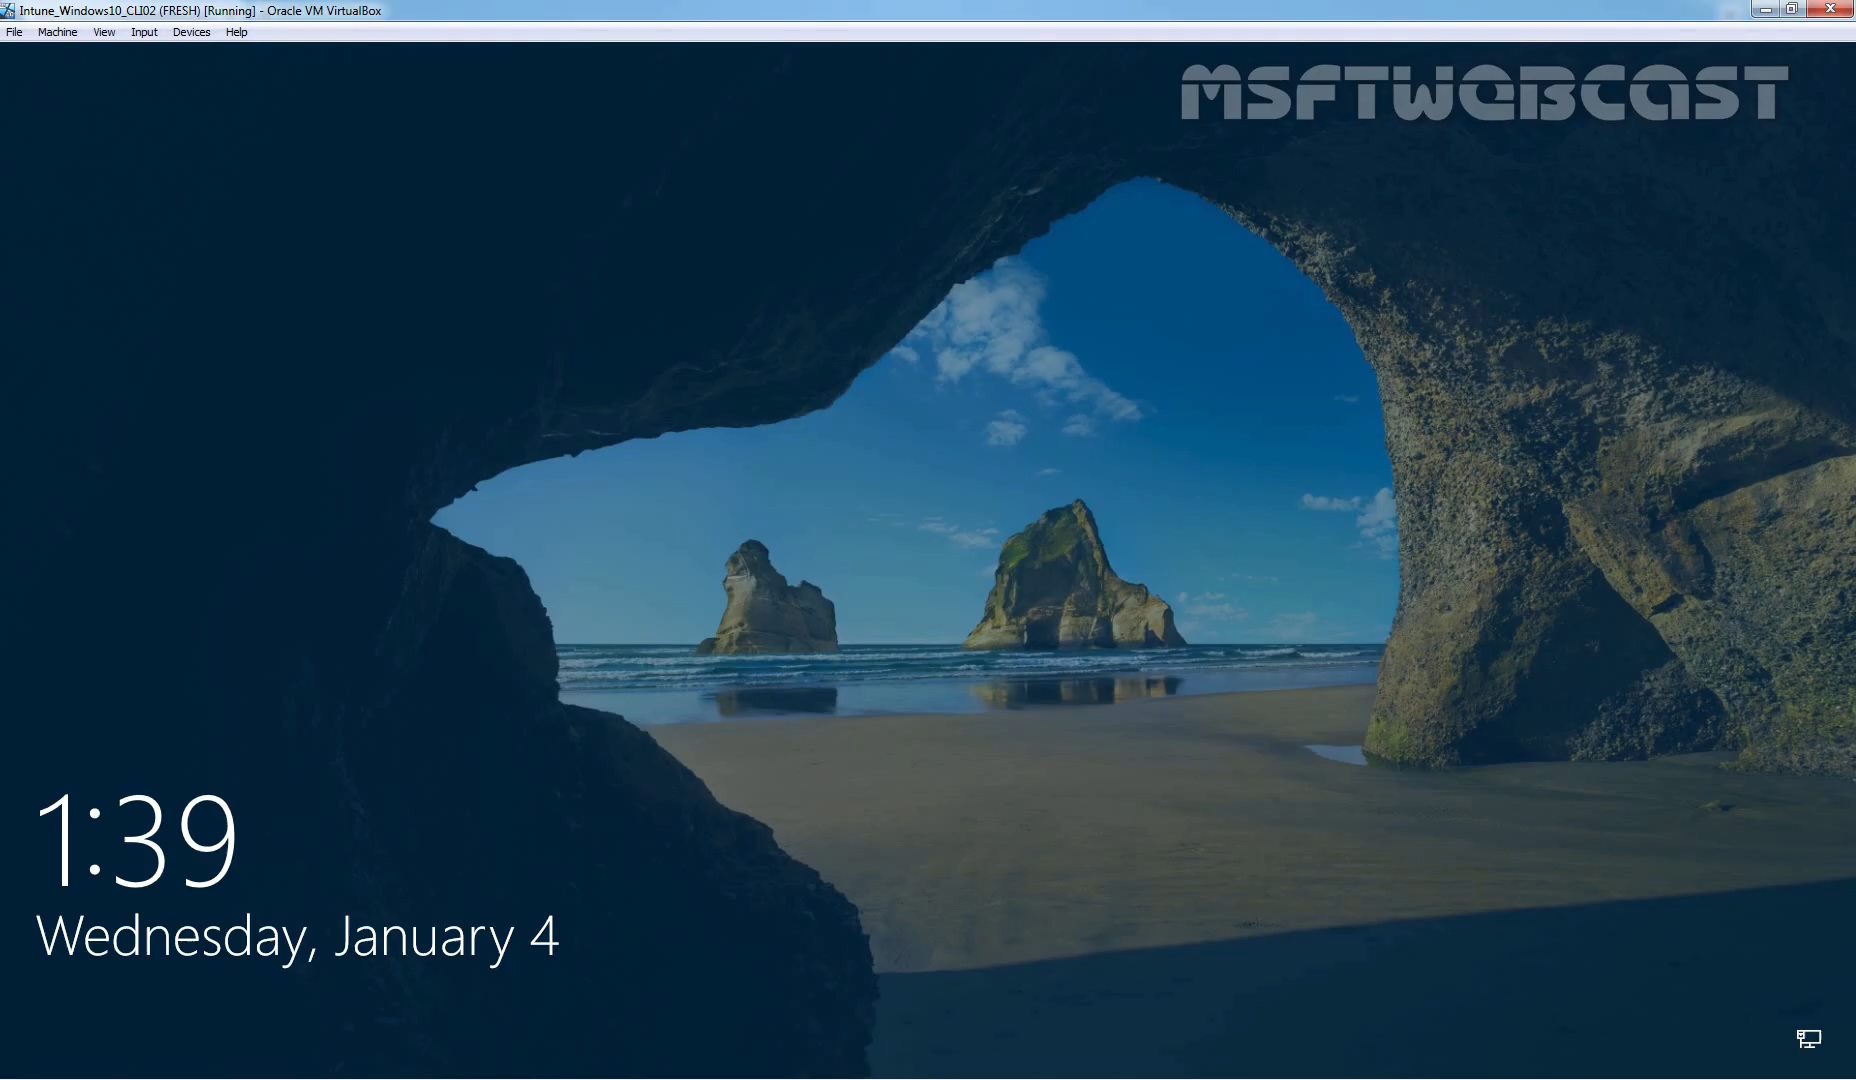 Intune_Windows10_CLI02 (FRESH) [Running] - Oracle VM VirtualBox
File Machine View Input Devices Help
MSFTWEBCAST
1:39
Wednesday, January 4